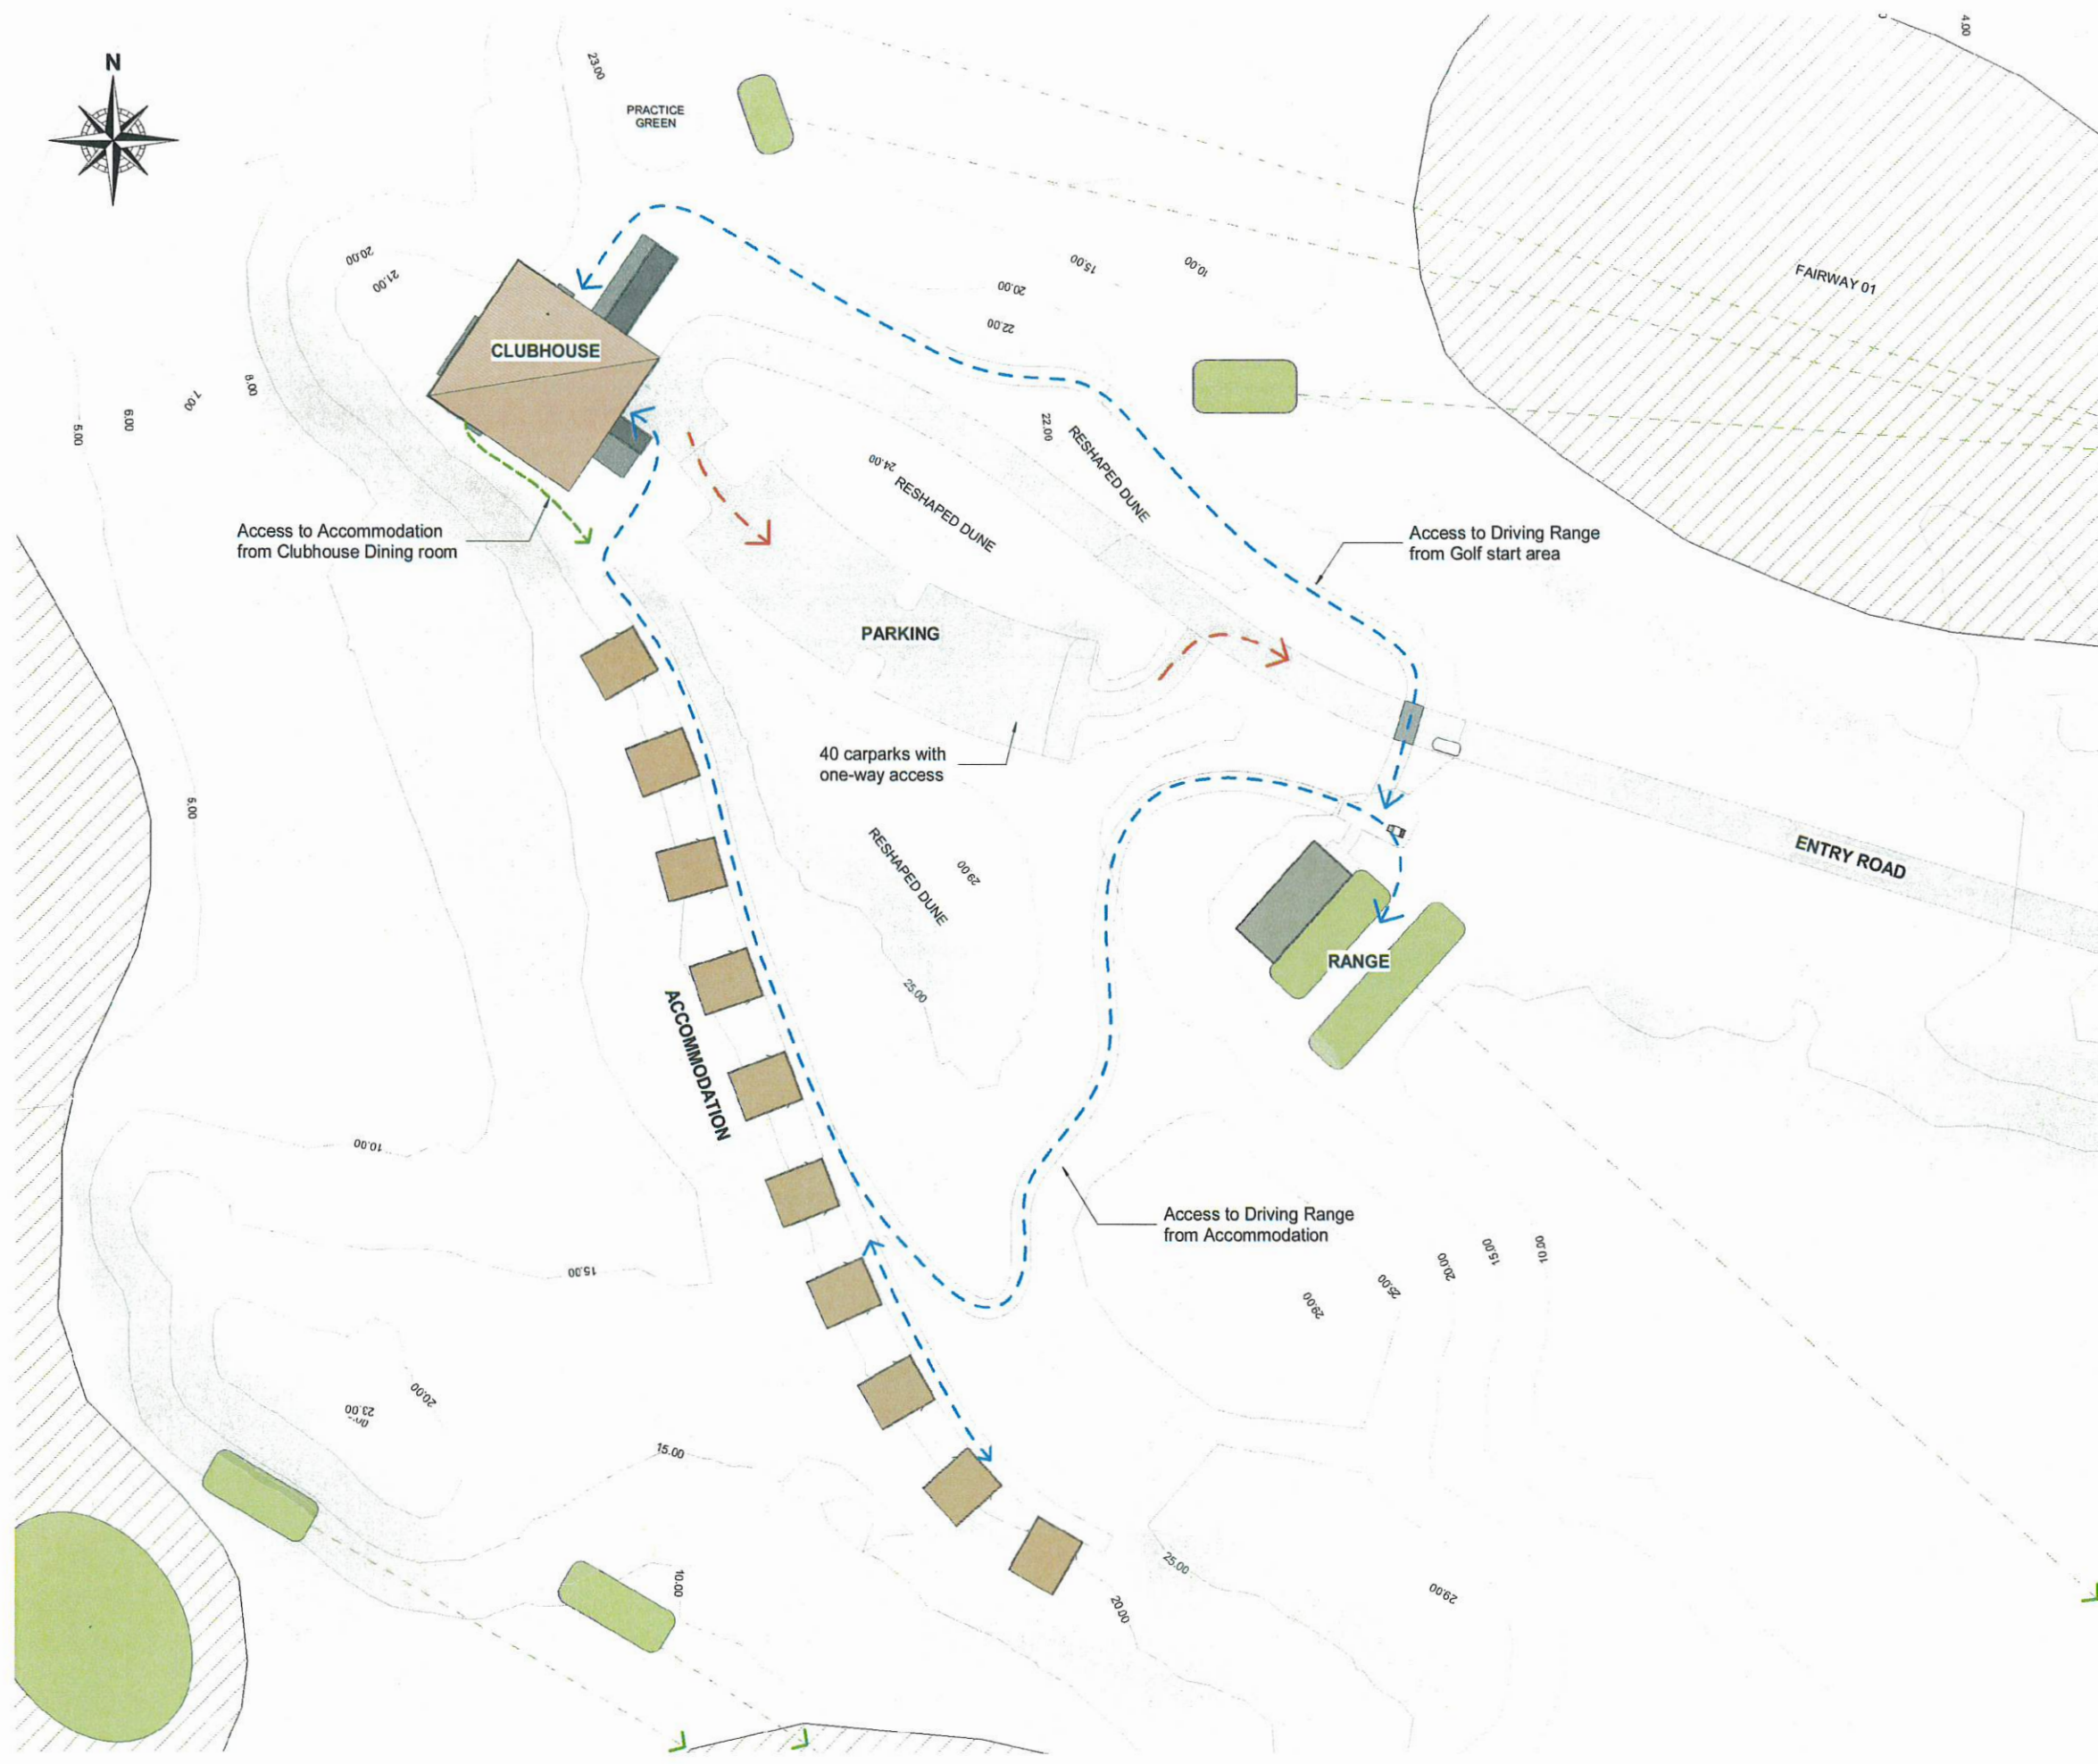 4.00
N
23.00
PRACTICE
GREEN
20.00
21.00
15.00
10.00
20.00
22.00
FAIRWAY 01
CLUBHOUSE
8.00
7.00
6.00
5.00
22.00
RESHAPED DUNE
24.00
RESHAPED DUNE
Access to Accommodation
from Clubhouse Dining room
Access to Driving Range
from Golf start area
PARKING
40 carparks with
one-way access
5.00
RESHAPED DUNE
29.00
ENTRY ROAD
RANGE
25.00
ACCOMMODATION
10.00
Access to Driving Range
from Accommodation
15.00
29.00
25.00
20.00
15.00
10.00
20.00
23.00
15.00
10.00
25.00
20.00
29.00